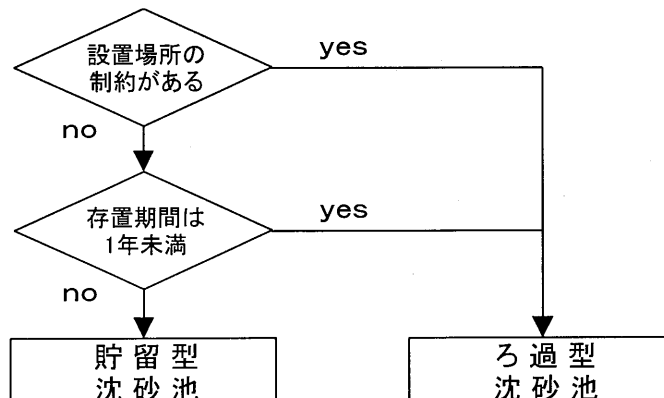 設置場所の
制約がある
yes
no
存置期間は
1年未満
yes
no
貯留型
沈砂池
ろ過型
沈砂池